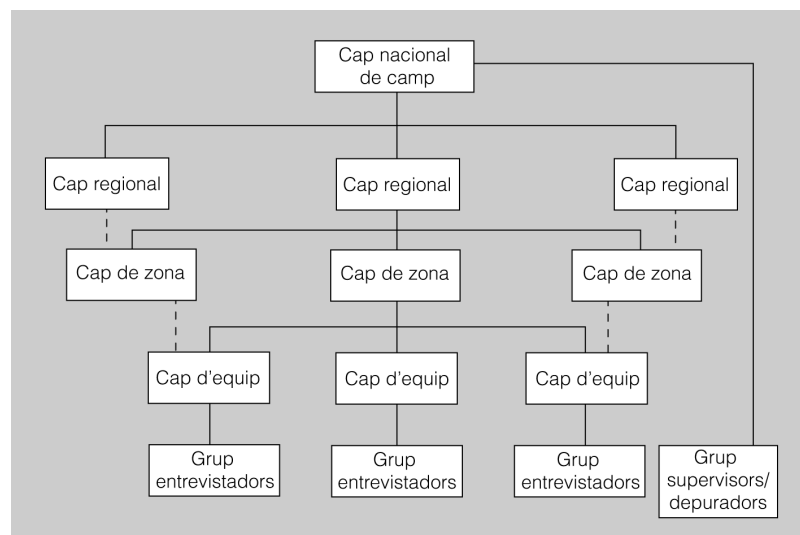 Cap nacional
de camp
Cap regional
Cap regional
Cap regional
Cap de zona
Cap de zona
Cap de zona
Cap d'equip
Cap d'equip
Cap d'equip
Grup
entrevistadors
Grup
entrevistadors
Grup
entrevistadors
Grup
supervisors/
depuradors